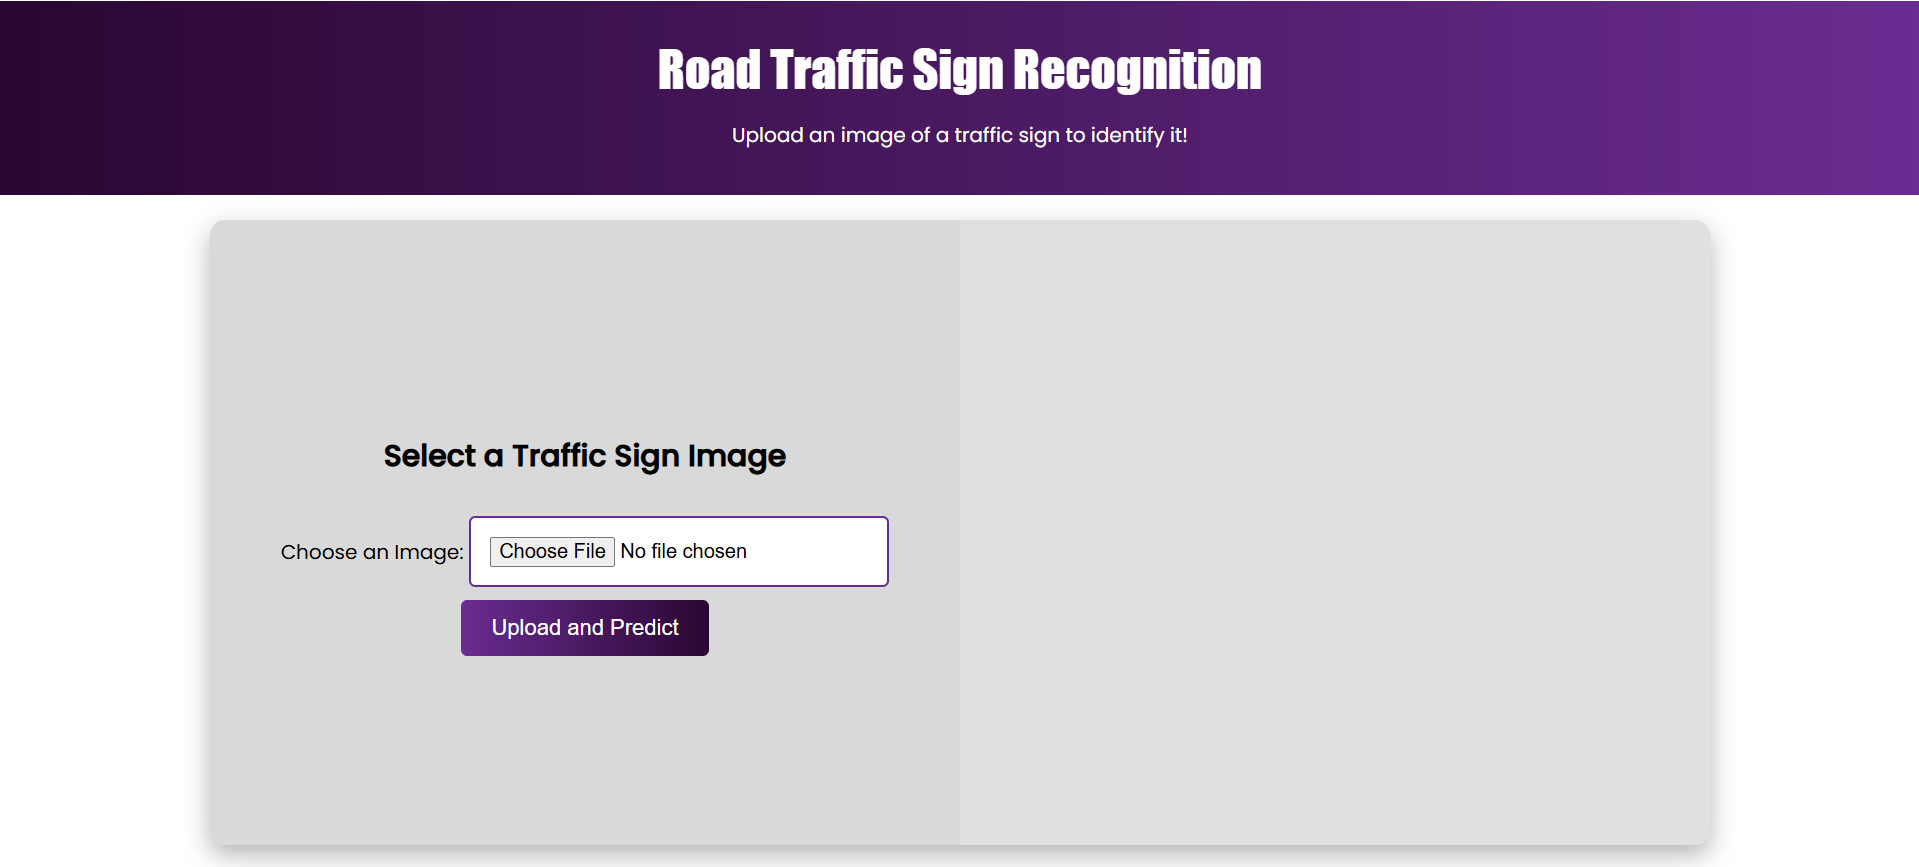 Road Traffic Sign Recognition
Upload an image of a traffic sign to identify it!
Select a Traffic Sign Image
Choose an Image: Choose File No file chosen
Upload and Predict